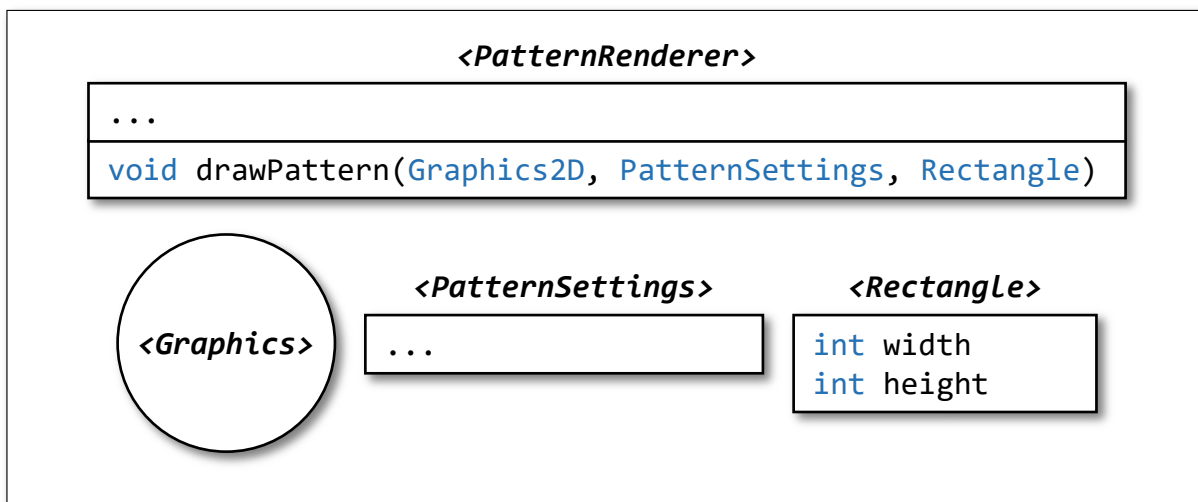 <PatternRenderer>
...
void drawPattern(Graphics2D, PatternSettings, Rectangle)
<Graphics>
<PatternSettings>
...
<Rectangle>
int width
int height